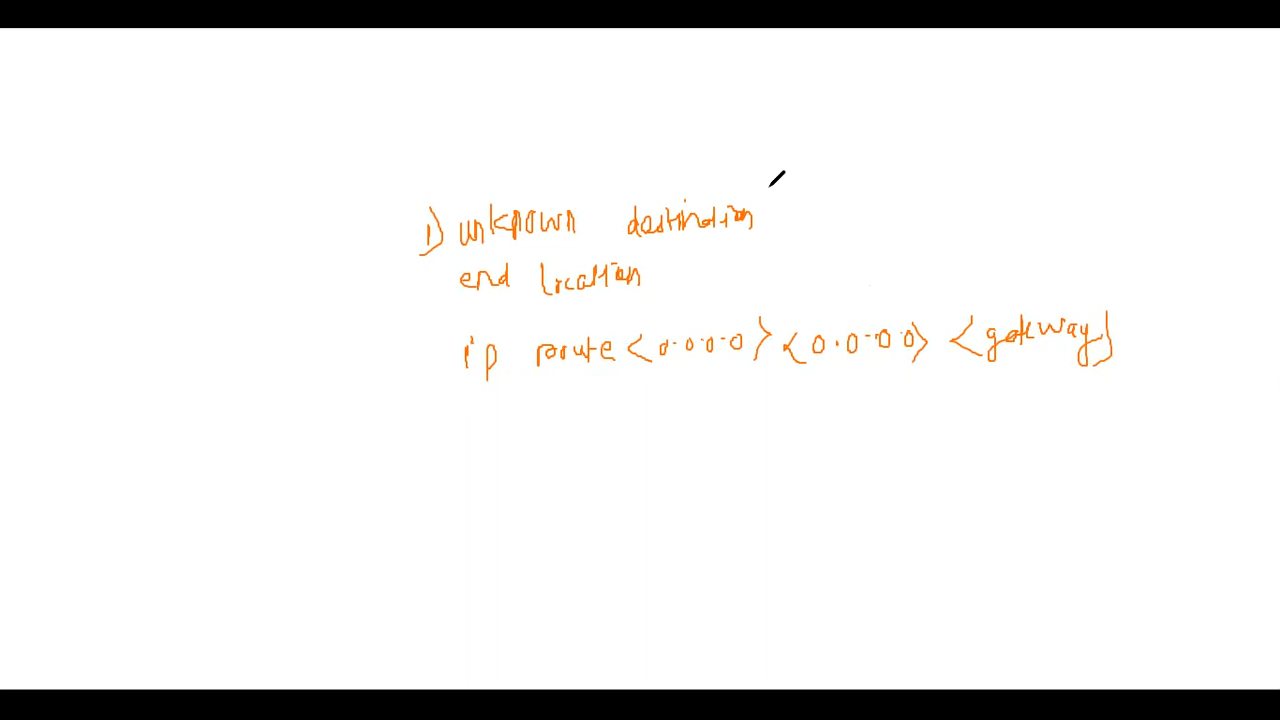 1) unknown destination
end location
ip route <0.0.0.0> <0.0.0.0> <gateway>